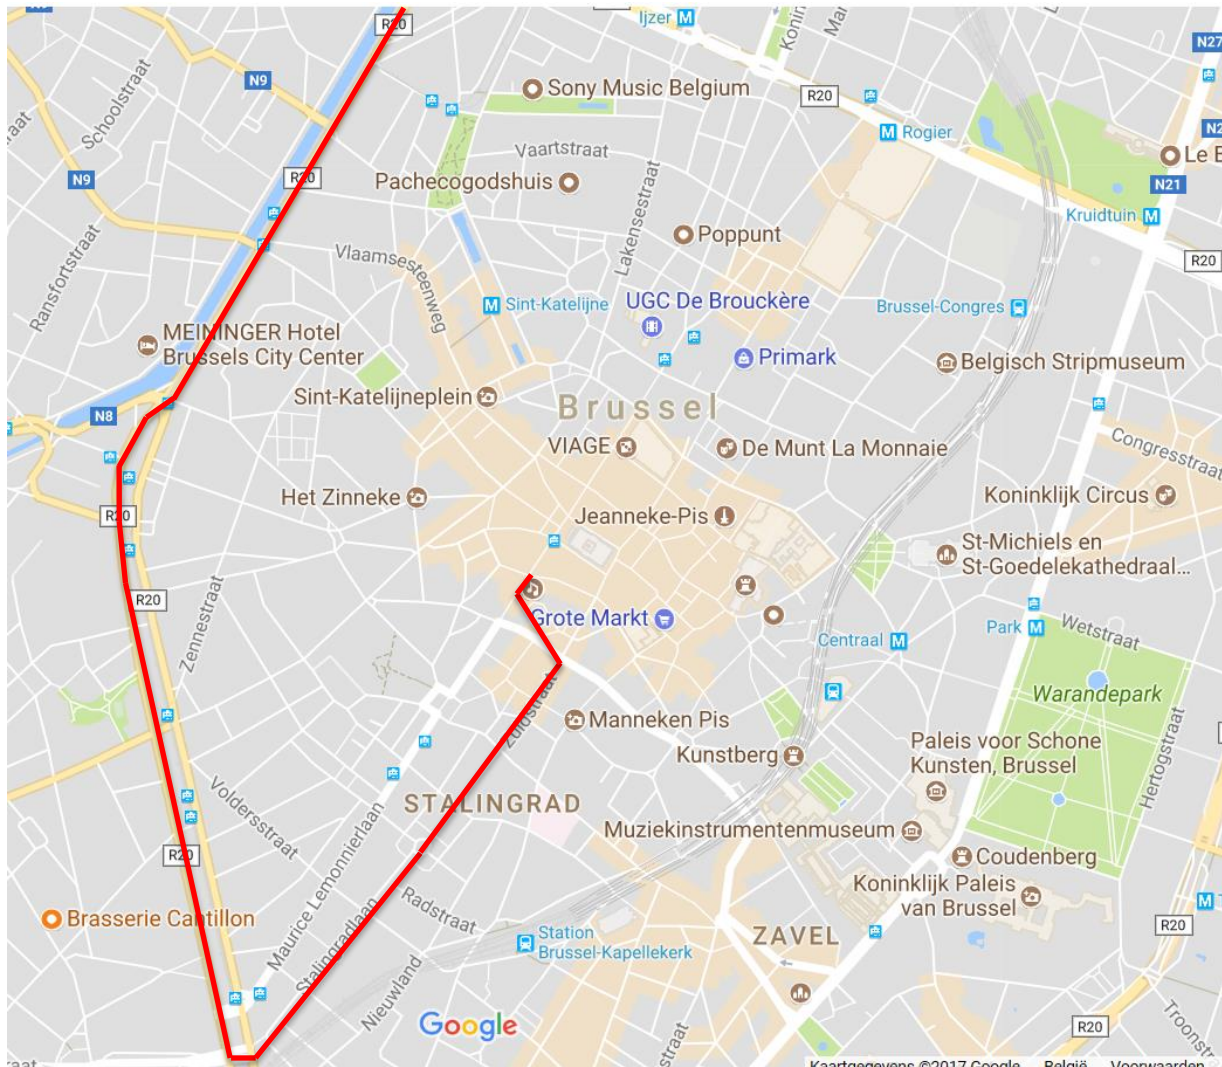 R20
Ijzer M
Sony Music Belgium
N27
Schoolstraat
N9
R20
M Rogier
Vaartstraat
Le
N9
R20
Pachecogodshuis
N21
Kruidtuin M
Ransfortstraat
Lakensestraat
Poppunt
Vlaamsesteenweg
R20
M Sint-Katelijne
UGC De Brouckère
Brussel-Congres
MEININGER Hotel
Brussels City Center
Primark
Belgisch Stripmuseum
Sint-Katelijneplein
Brussel
N8
VIAGE
De Munt La Monnaie
Congresstraat
Het Zinneke
Koninklijk Circus
R20
Jeanneke-Pis
St-Michiels en
St-Goedelekathedraal...
R20
Grote Markt
Zennestraat
Centraal M
Park M
Wetstraat
Warandepark
Zuidstraat
Manneken Pis
Kunstberg
Paleis voor Schone
Kunsten, Brussel
Hertogstraat
Voldersstraat
STALINGRAD
Muziekinstrumentenmuseum
R20
Coudenberg
Maurice Lemonnierlaan
Koninklijk Paleis
van Brussel
Radstraat
M
Brasserie Cantillon
Stalingradlaan
Station
Brussel-Kapellekerk
ZAVEL
R20
Nieuwland
Google
R20
Troonstr
straat
Kaartgegevens ©2017 Google België Voorwaarden